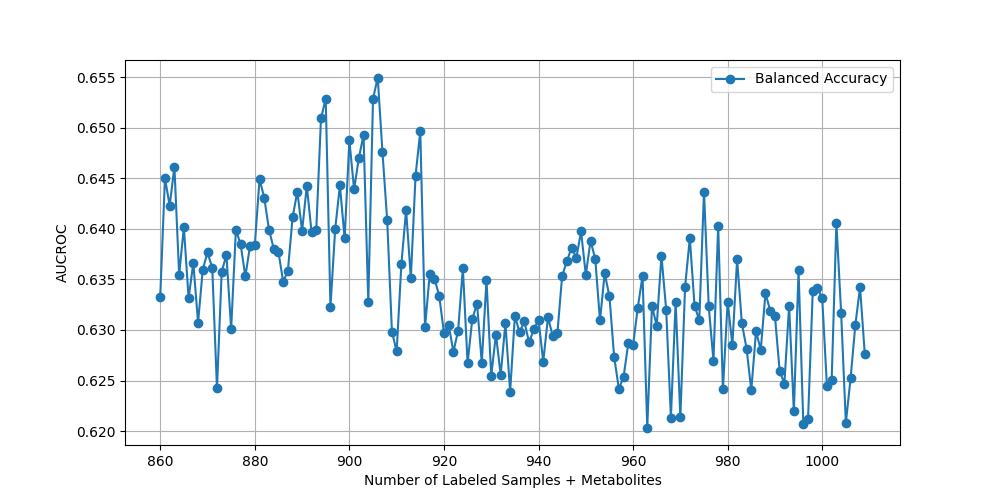 Balanced Accuracy
AUCROC
0.655
0.650
0.645
0.640
0.635
0.630
0.625
0.620
860 880 900 920 940 960 980 1000
Number of Labeled Samples + Metabolites